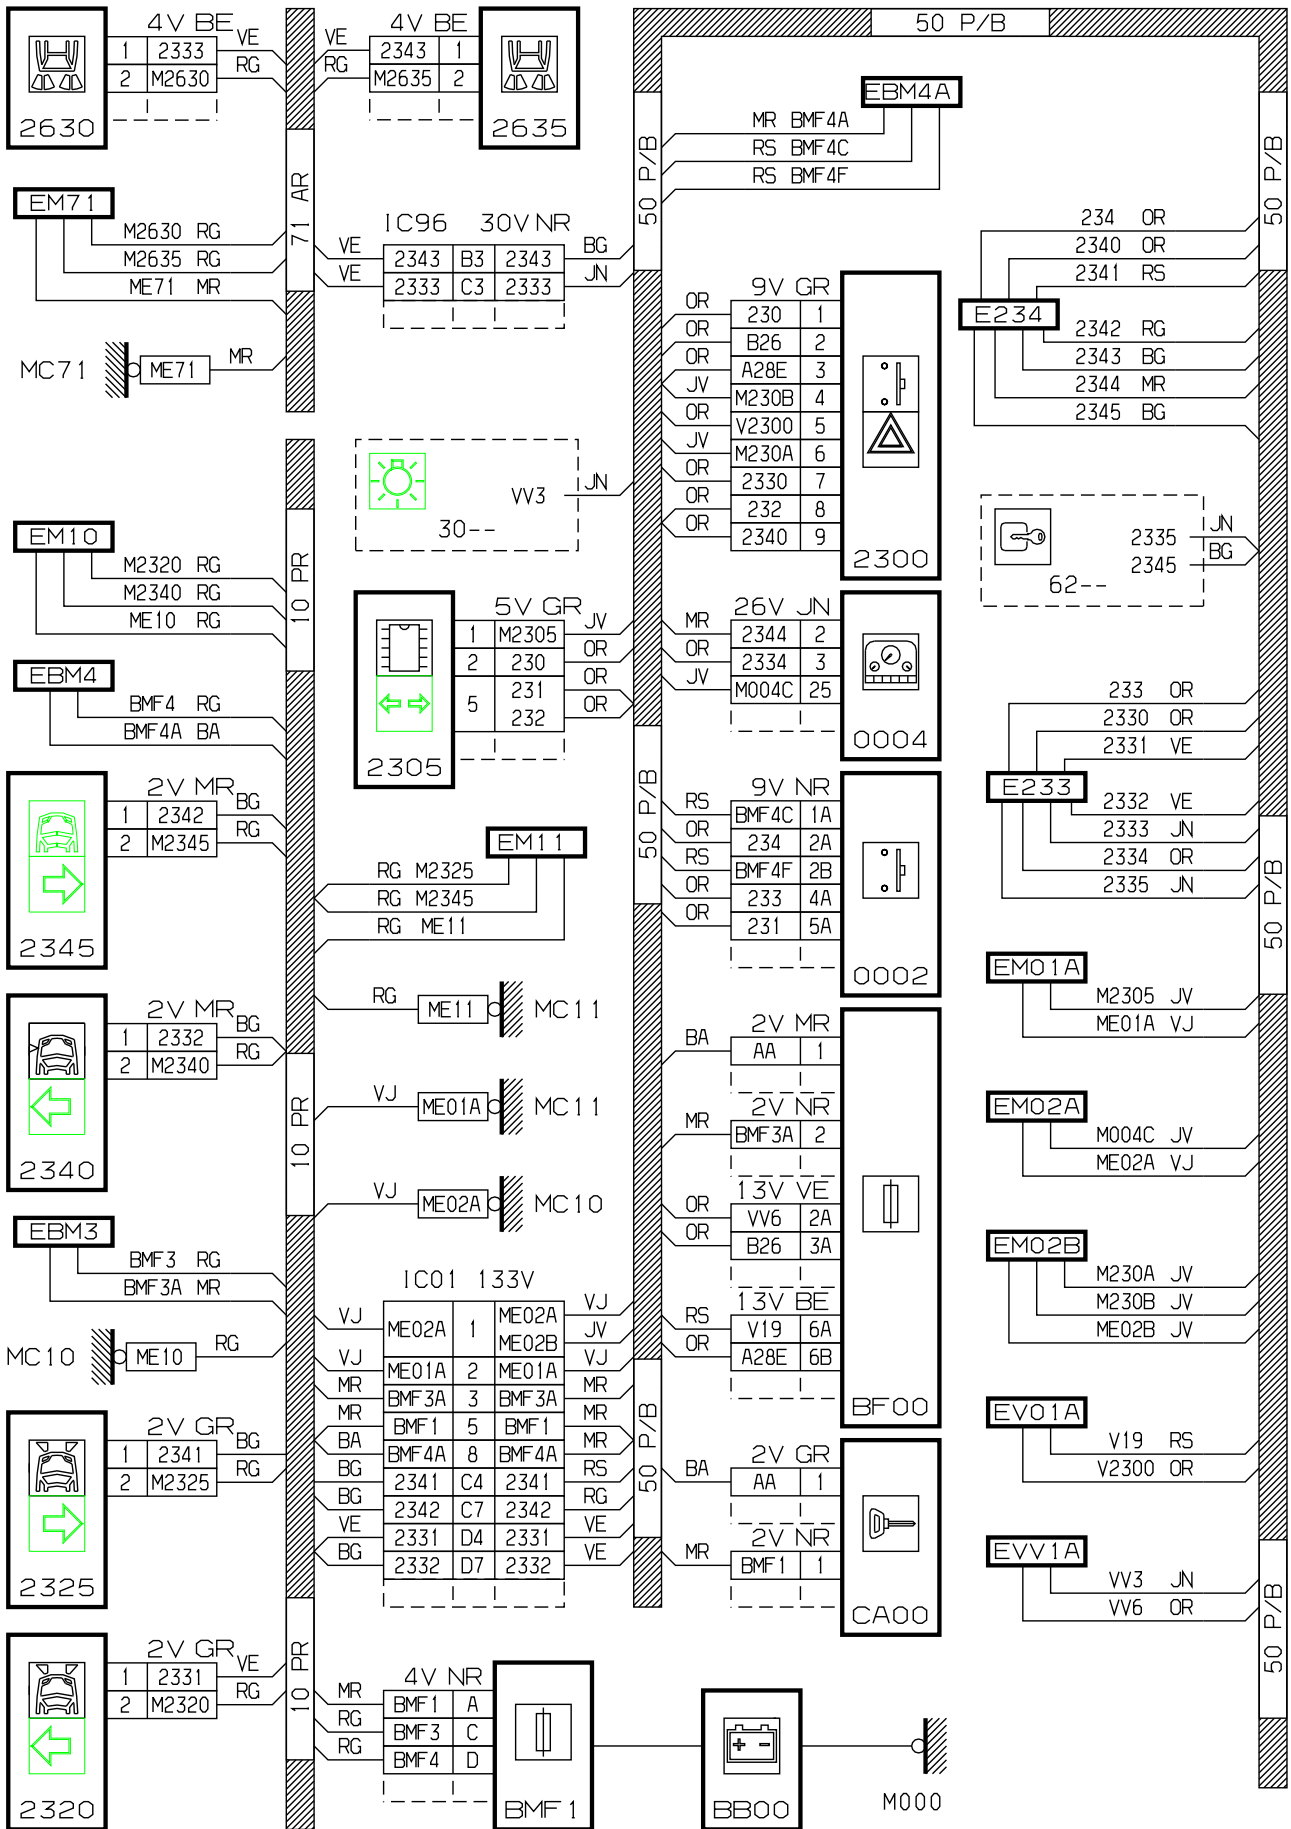 4V BE
1 2333 VE
2 M2630 RG
2630
4V BE
VE 2343 1
RG M2635 2
2635
50 P/B
EBM4A
MR BMF4A
RS BMF4C
RS BMF4F
50 P/B
50 P/B
71 AR
EM71
M2630 RG
M2635 RG
ME71 MR
MC71 ME71 MR
IC96 30V NR
VE 2343 B3 2343 BG
VE 2333 C3 2333 JN
9V GR
OR 230 1
OR B26 2
OR A28E 3
JV M230B 4
OR V2300 5
JV M230A 6
OR 2330 7
OR 232 8
OR 2340 9
2300
234 OR
2340 OR
2341 RS
E234
2342 RG
2343 BG
2344 MR
2345 BG
VV3 JN
30--
2335 JN
2345 BG
62--
EM10
M2320 RG
M2340 RG
ME10 RG
10 PR
5V GR
1 M2305 JV
2 230 OR
5 231 OR
232 OR
2305
26V JN
MR 2344 2
OR 2334 3
JV M004C 25
0004
EBM4
BMF4 RG
BMF4A BA
233 OR
2330 OR
2331 VE
E233
2332 VE
2333 JN
2334 OR
2335 JN
50 P/B
50 P/B
2V MR
1 2342 BG
2 M2345 RG
2345
EM11
RG M2325
RG M2345
RG ME11
9V NR
RS BMF4C 1A
OR 234 2A
RS BMF4F 2B
OR 233 4A
OR 231 5A
0002
EM01A
M2305 JV
ME01A VJ
2V MR
1 2332 BG
2 M2340 RG
2340
RG ME11 MC11
VJ ME01A MC11
VJ ME02A MC10
10 PR
2V MR
BA AA 1
2V NR
MR BMF3A 2
13V VE
OR VV6 2A
OR B26 3A
13V BE
RS V19 6A
OR A28E 6B
BF00
EM02A
M004C JV
ME02A VJ
EBM3
BMF3 RG
BMF3A MR
MC10 ME10 RG
EM02B
M230A JV
M230B JV
ME02B JV
IC01 133V
VJ ME02A 1 ME02A VJ
ME02B JV
VJ ME01A 2 ME01A VJ
MR BMF3A 3 BMF3A MR
MR BMF1 5 BMF1 MR
BA BMF4A 8 BMF4A MR
BG 2341 C4 2341 RS
BG 2342 C7 2342 RG
VE 2331 D4 2331 VE
BG 2332 D7 2332 VE
50 P/B
2V GR
1 2341 BG
2 M2325 RG
2325
2V GR
BA AA 1
2V NR
MR BMF1 1
CA00
EV01A
V19 RS
V2300 OR
EVV1A
VV3 JN
VV6 OR
50 P/B
2V GR
1 2331 VE
2 M2320 RG
2320
10 PR
4V NR
MR BMF1 A
RG BMF3 C
RG BMF4 D
BMF1
BB00
M000